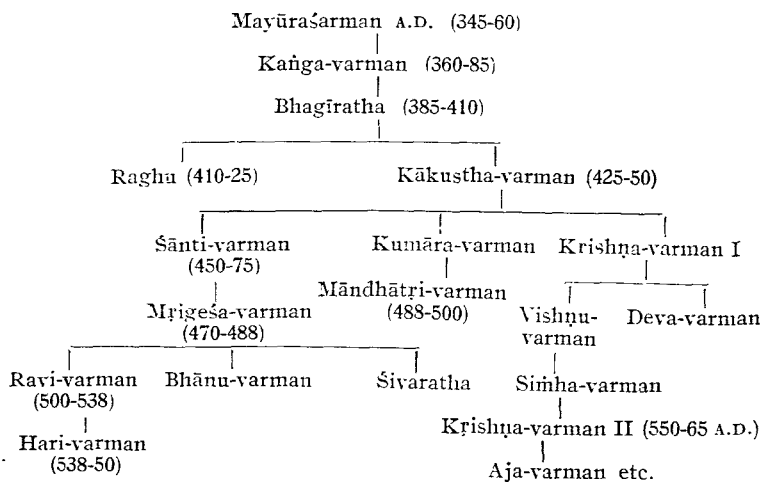 Mayūraśarman A.D. (345-60)
Kaṅga-varman (360-85)
Bhagīratha (385-410)
Raghu (410-25) Kākustha-varman (425-50)
Śānti-varman Kumāra-varman Krishṇa-varman I
(450-75)
Māndhātṛi-varman
Mṛigeśa-varman (488-500) Vishṇu- Deva-varman
(470-488) varman
Ravi-varman Bhānu-varman Śivaratha Siṁha-varman
(500-538)
Kṛishṇa-varman II (550-65 A.D.)
Hari-varman
(538-50)
Aja-varman etc.